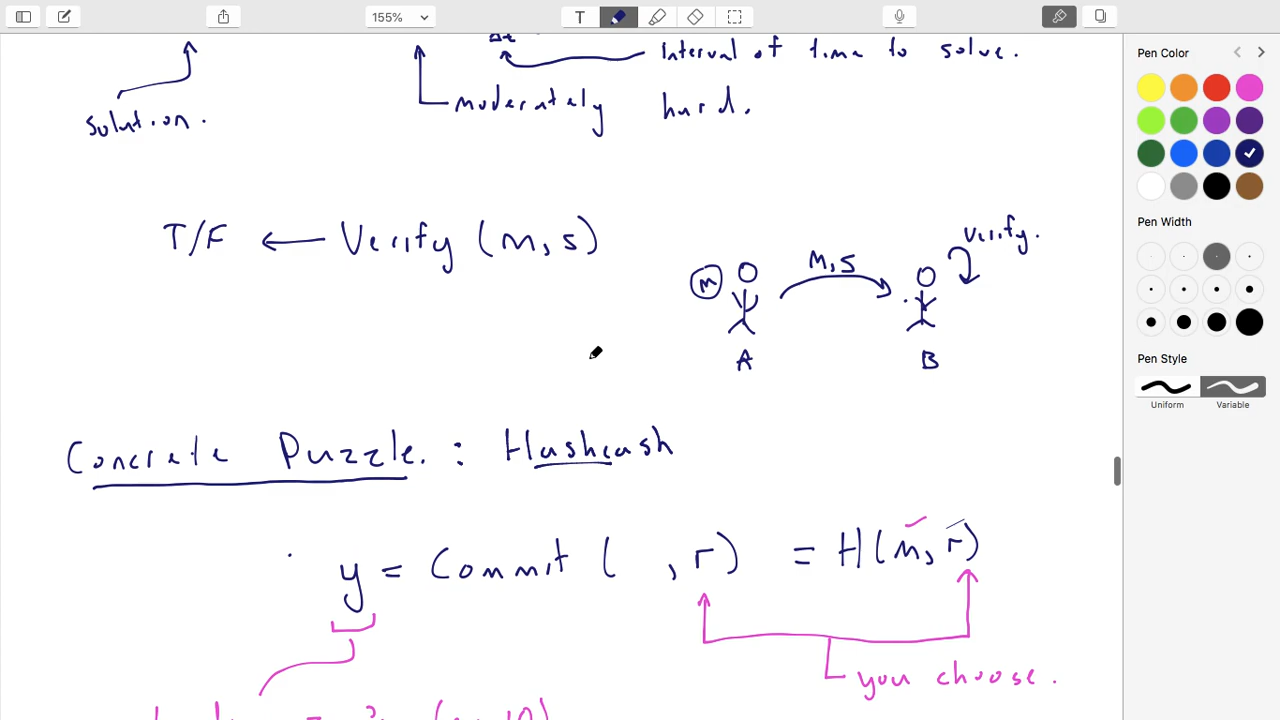 155%
T
Δt
interval of time to solve.
solution.
moderately hard.
T/F ← Verify (m,s)
m
M,S
verify.
A
B
Concrete Puzzle. : Hashcash
y = Commit ( , r) = H(m, r)
you choose.
Pen Color
Pen Width
Pen Style
Uniform
Variable